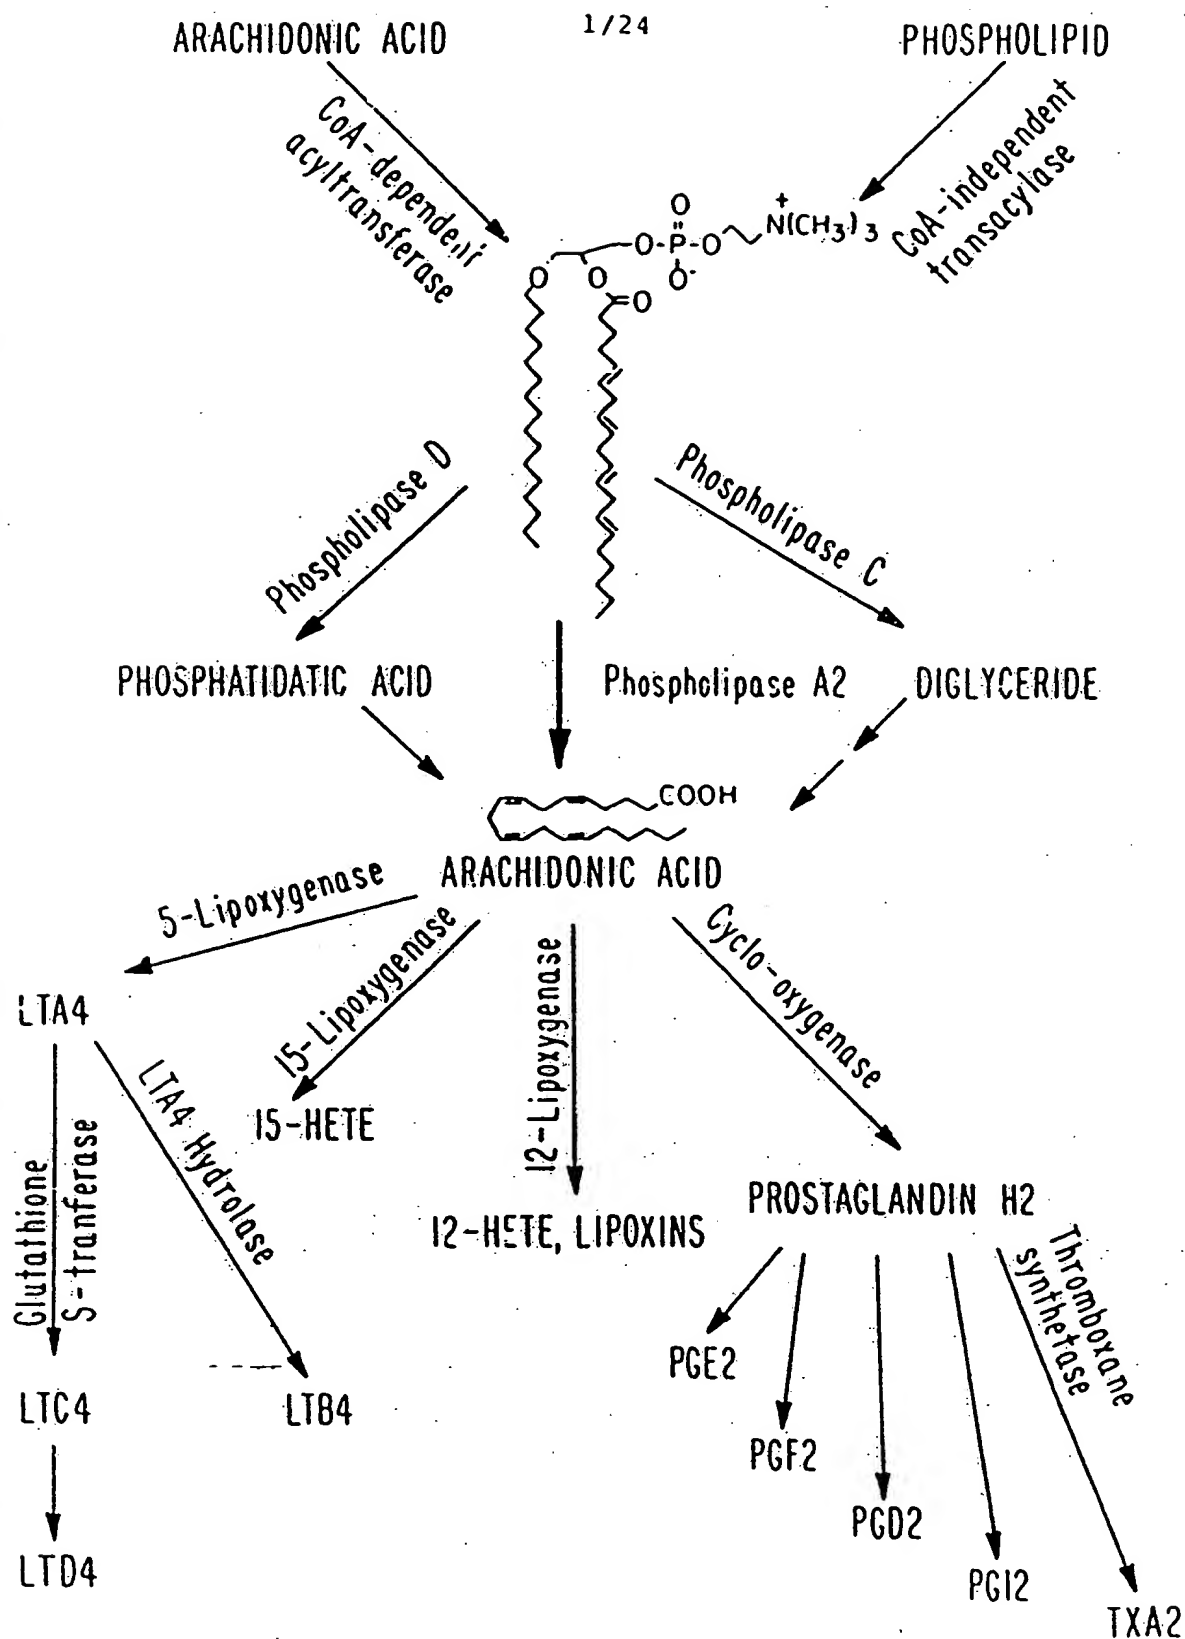 1/24
ARACHIDONIC ACID
PHOSPHOLIPID
CoA-dependent
acyltransferase
CoA-independent
transacylase
O
O-P-O
O-
+
N(CH3)3
O
O
=O
Phospholipase D
Phospholipase C
PHOSPHATIDATIC ACID
Phospholipase A2
DIGLYCERIDE
COOH
ARACHIDONIC ACID
5-Lipoxygenase
15-Lipoxygenase
12-Lipoxygenase
Cyclo-oxygenase
LTA4
LTA4 Hydrolase
15-HETE
Glutathione
S-tranferase
12-HETE, LIPOXINS
PROSTAGLANDIN H2
Thromboxane
synthetase
PGE2
LTC4
LTB4
PGF2
PGD2
LTD4
PGI2
TXA2